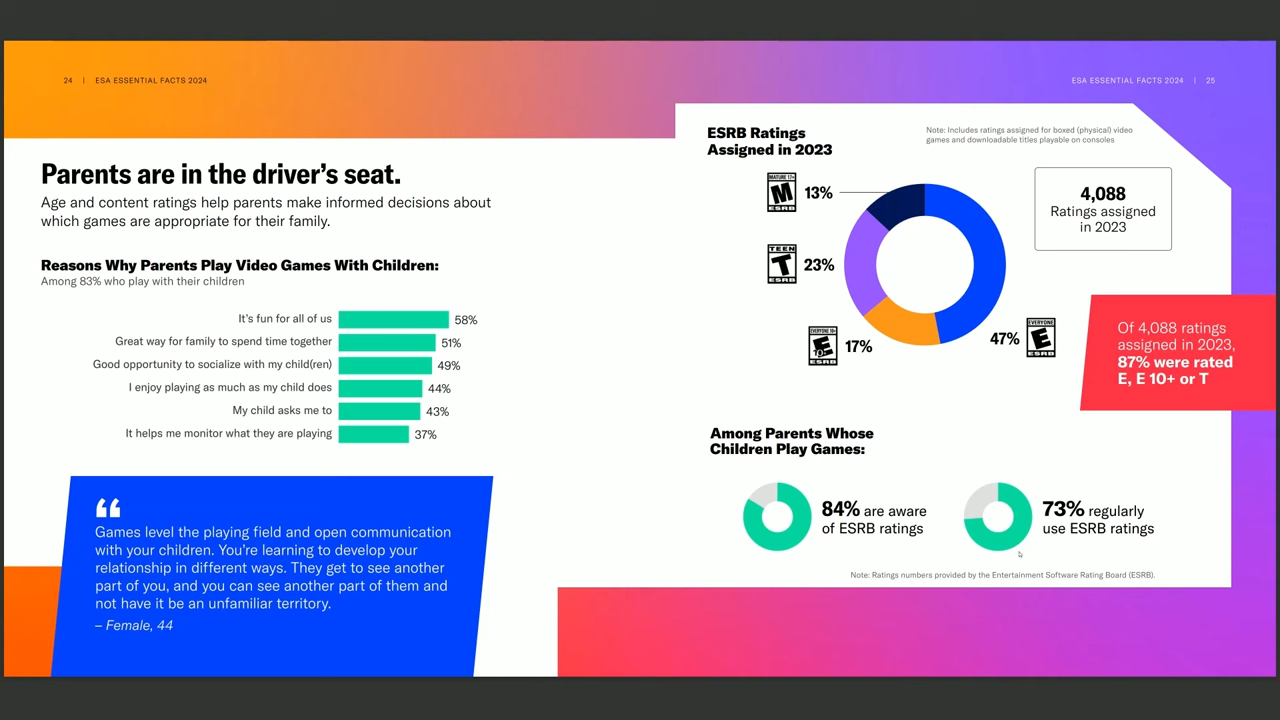 24 | ESA ESSENTIAL FACTS 2024
Parents are in the driver's seat.
Age and content ratings help parents make informed decisions about
which games are appropriate for their family.
Reasons Why Parents Play Video Games With Children:
Among 83% who play with their children
It's fun for all of us 58%
Great way for family to spend time together 51%
Good opportunity to socialize with my child(ren) 49%
I enjoy playing as much as my child does 44%
My child asks me to 43%
It helps me monitor what they are playing 37%
“
Games level the playing field and open communication
with your children. You're learning to develop your
relationship in different ways. They get to see another
part of you, and you can see another part of them and
not have it be an unfamiliar territory.
– Female, 44
ESA ESSENTIAL FACTS 2024 | 25
ESRB Ratings
Assigned in 2023
Note: Includes ratings assigned for boxed (physical) video
games and downloadable titles playable on consoles
MATURE 17+
M
ESRB
13%
TEEN
T
ESRB
23%
EVERYONE 10+
E
10+
ESRB
17%
47%
EVERYONE
E
ESRB
4,088
Ratings assigned
in 2023
Of 4,088 ratings
assigned in 2023,
87% were rated
E, E 10+ or T
Among Parents Whose
Children Play Games:
84% are aware
of ESRB ratings
73% regularly
use ESRB ratings
Note: Ratings numbers provided by the Entertainment Software Rating Board (ESRB).